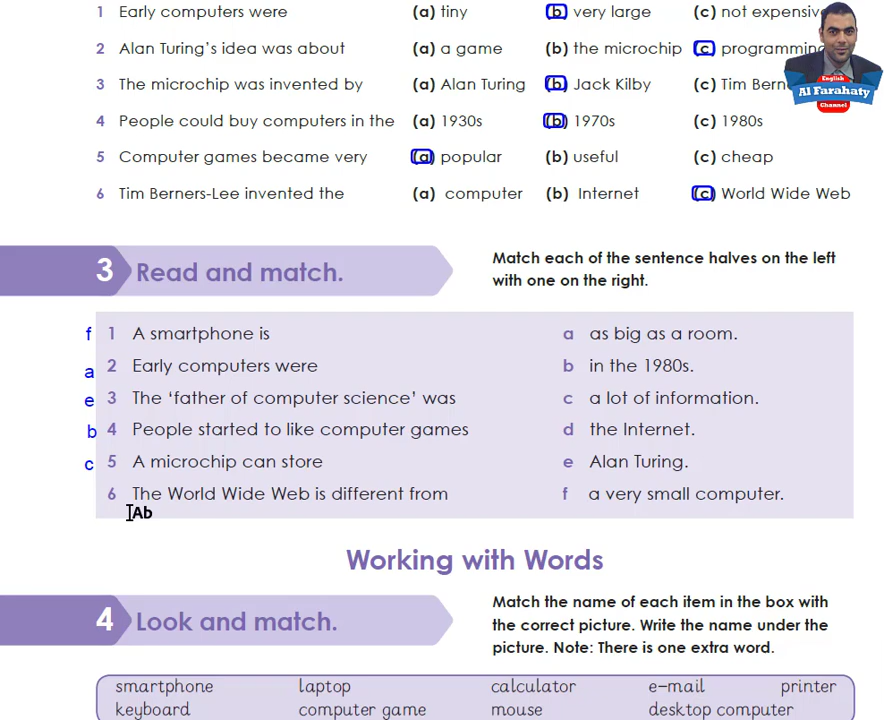 1 Early computers were (a) tiny (b) very large (c) not expensive
2 Alan Turing's idea was about (a) a game (b) the microchip (c) programming
3 The microchip was invented by (a) Alan Turing (b) Jack Kilby (c) Tim
4 People could buy computers in the (a) 1930s (b) 1970s (c) 1980s
5 Computer games became very (a) popular (b) useful (c) cheap
6 Tim Berners-Lee invented the (a) computer (b) Internet (c) World Wide Web
English
Al Farahaty
Channel
3 Read and match.
Match each of the sentence halves on the left
with one on the right.
f 1 A smartphone is a as big as a room.
a 2 Early computers were b in the 1980s.
e 3 The 'father of computer science' was c a lot of information.
b 4 People started to like computer games d the Internet.
c 5 A microchip can store e Alan Turing.
6 The World Wide Web is different from f a very small computer.
Ab
Working with Words
4 Look and match.
Match the name of each item in the box with
the correct picture. Write the name under the
picture. Note: There is one extra word.
smartphone laptop calculator e-mail printer
keyboard computer game mouse desktop computer